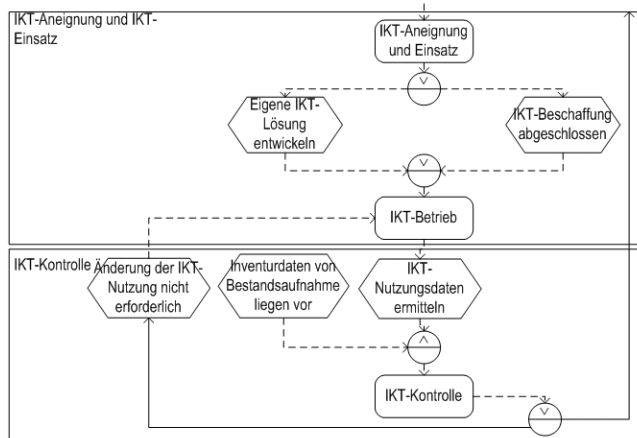 IKT-Aneignung und IKT-
Einsatz
IKT-Aneignung
und Einsatz
V
Eigene IKT-
Lösung
entwickeln
IKT-Beschaffung
abgeschlossen
V
IKT-Betrieb
IKT-Kontrolle
Änderung der IKT-
Nutzung nicht
erforderlich
Inventurdaten von
Bestandsaufnahme
liegen vor
IKT-
Nutzungsdaten
ermitteln
Λ
IKT-Kontrolle
V